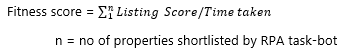 Fitness score = ∑₁ⁿ Listing Score/Time taken
n = no of properties shortlisted by RPA task-bot